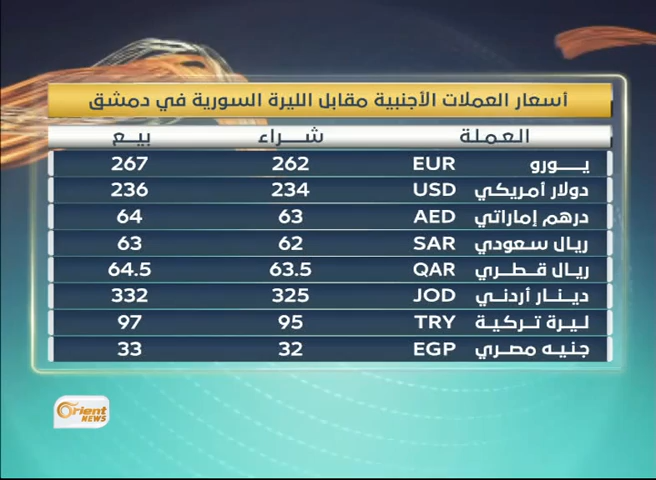 أسعار العملات الأجنبية مقابل الليرة السورية في دمشق
العملة شراء بيع
يورو EUR 262 267
دولار أمريكي USD 234 236
درهم إماراتي AED 63 64
ريال سعودي SAR 62 63
ريال قطري QAR 63.5 64.5
دينار أردني JOD 325 332
ليرة تركية TRY 95 97
جنيه مصري EGP 32 33
Orient
NEWS